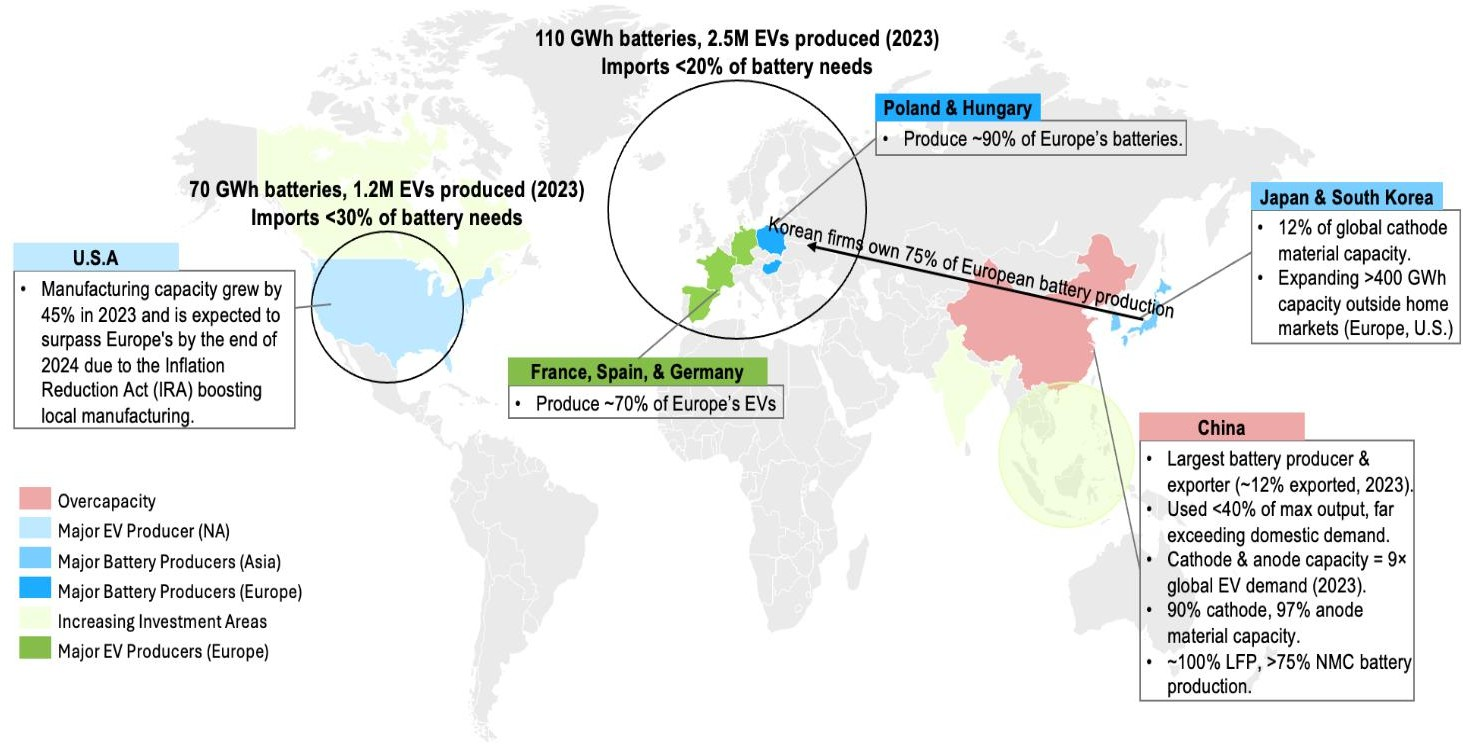 110 GWh batteries, 2.5M EVs produced (2023)
Imports <20% of battery needs
Poland & Hungary
• Produce ~90% of Europe's batteries.
70 GWh batteries, 1.2M EVs produced (2023)
Imports <30% of battery needs
Japan & South Korea
• 12% of global cathode
material capacity.
• Expanding >400 GWh
capacity outside home
markets (Europe, U.S.)
Korean firms own 75% of European battery production
U.S.A
• Manufacturing capacity grew by
45% in 2023 and is expected to
surpass Europe's by the end of
2024 due to the Inflation
Reduction Act (IRA) boosting
local manufacturing.
France, Spain, & Germany
• Produce ~70% of Europe's EVs
China
• Largest battery producer &
exporter (~12% exported, 2023).
• Used <40% of max output, far
exceeding domestic demand.
• Cathode & anode capacity = 9×
global EV demand (2023).
• 90% cathode, 97% anode
material capacity.
• ~100% LFP, >75% NMC battery
production.
Overcapacity
Major EV Producer (NA)
Major Battery Producers (Asia)
Major Battery Producers (Europe)
Increasing Investment Areas
Major EV Producers (Europe)